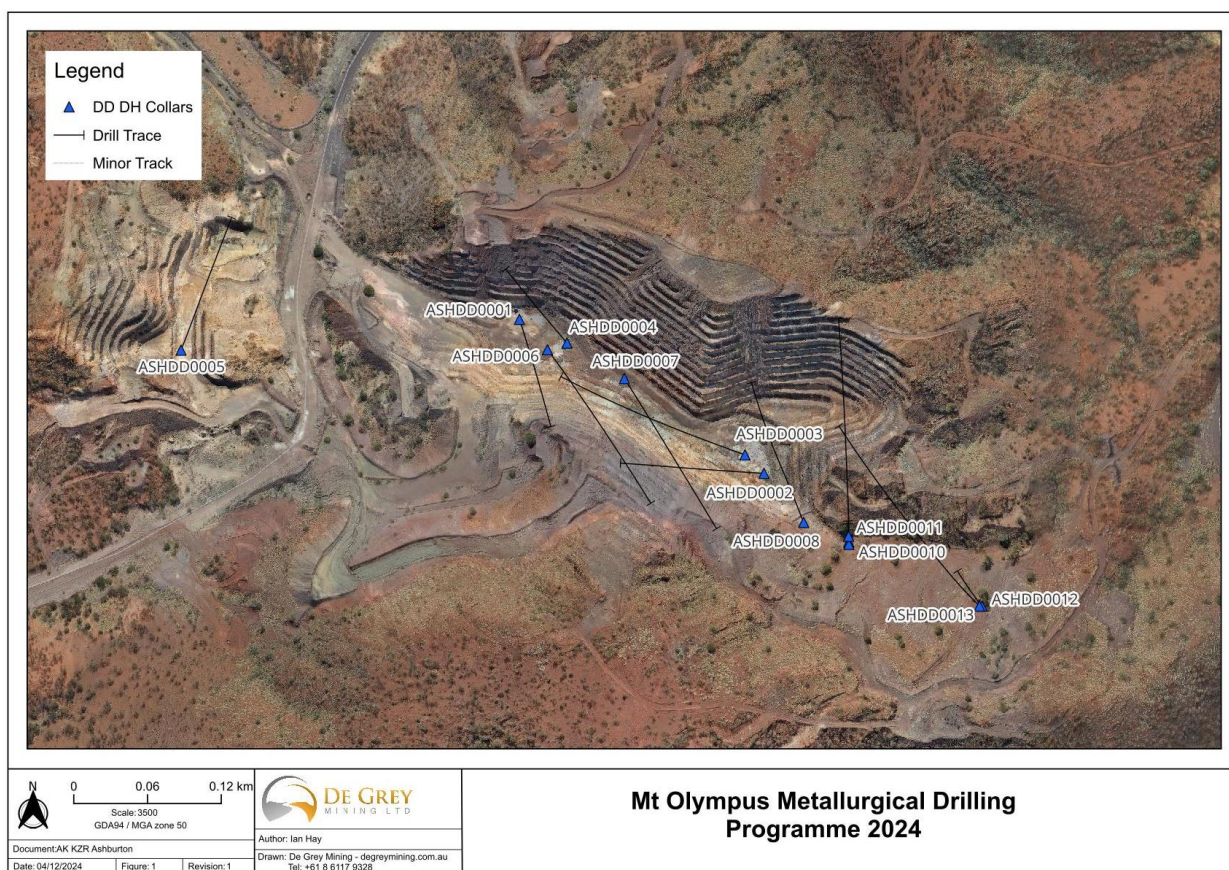 Legend
DD DH Collars
Drill Trace
Minor Track
ASHDD0001
ASHDD0004
ASHDD0006
ASHDD0007
ASHDD0005
ASHDD0003
ASHDD0002
ASHDD0008
ASHDD0011
ASHDD0010
ASHDD0012
ASHDD0013
N
0 0.06 0.12 km
Scale:3500
GDA94 / MGA zone 50
Document:AK KZR Ashburton
Date: 04/12/2024 Figure: 1 Revision: 1
DE GREY
MINING LTD
Author: Ian Hay
Drawn: De Grey Mining - degreymining.com.au
Tel: +61 8 6117 9328
Mt Olympus Metallurgical Drilling
Programme 2024